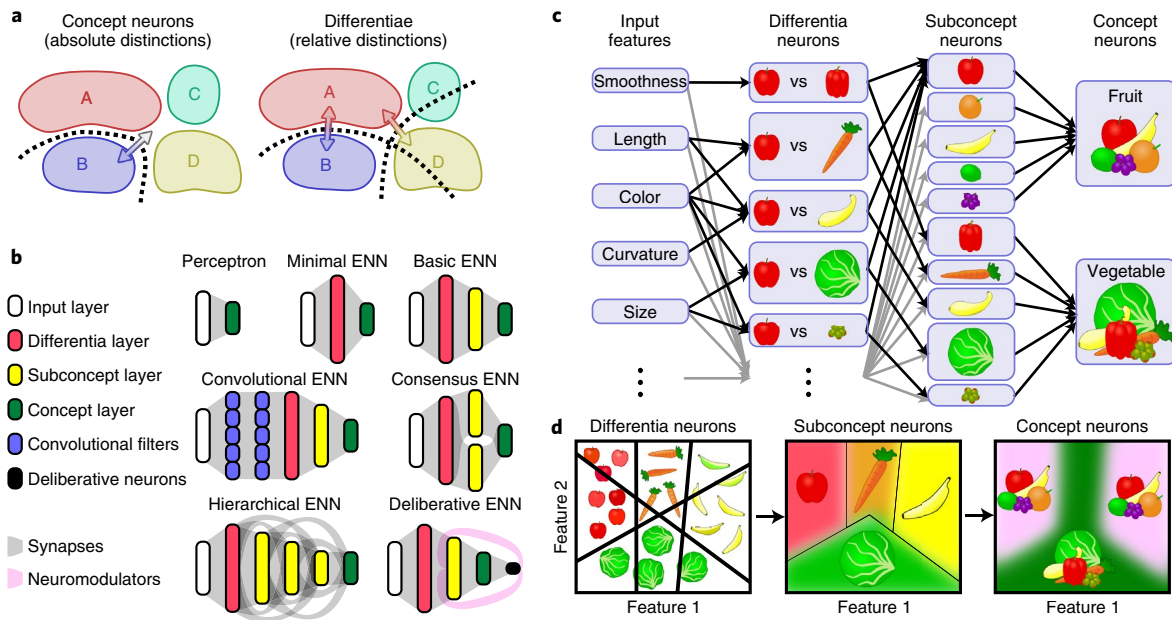 a
Concept neurons
(absolute distinctions)
Differentiae
(relative distinctions)
A
C
B
D
A
C
B
D
b
Perceptron
Minimal ENN
Basic ENN
Input layer
Differentia layer
Subconcept layer
Concept layer
Convolutional filters
Deliberative neurons
Synapses
Neuromodulators
Convolutional ENN
Consensus ENN
Hierarchical ENN
Deliberative ENN
c
Input
features
Differentia
neurons
Subconcept
neurons
Concept
neurons
Smoothness
Length
Color
Curvature
Size
vs
vs
vs
vs
vs
Fruit
Vegetable
d
Differentia neurons
Subconcept neurons
Concept neurons
Feature 2
Feature 1
Feature 1
Feature 1